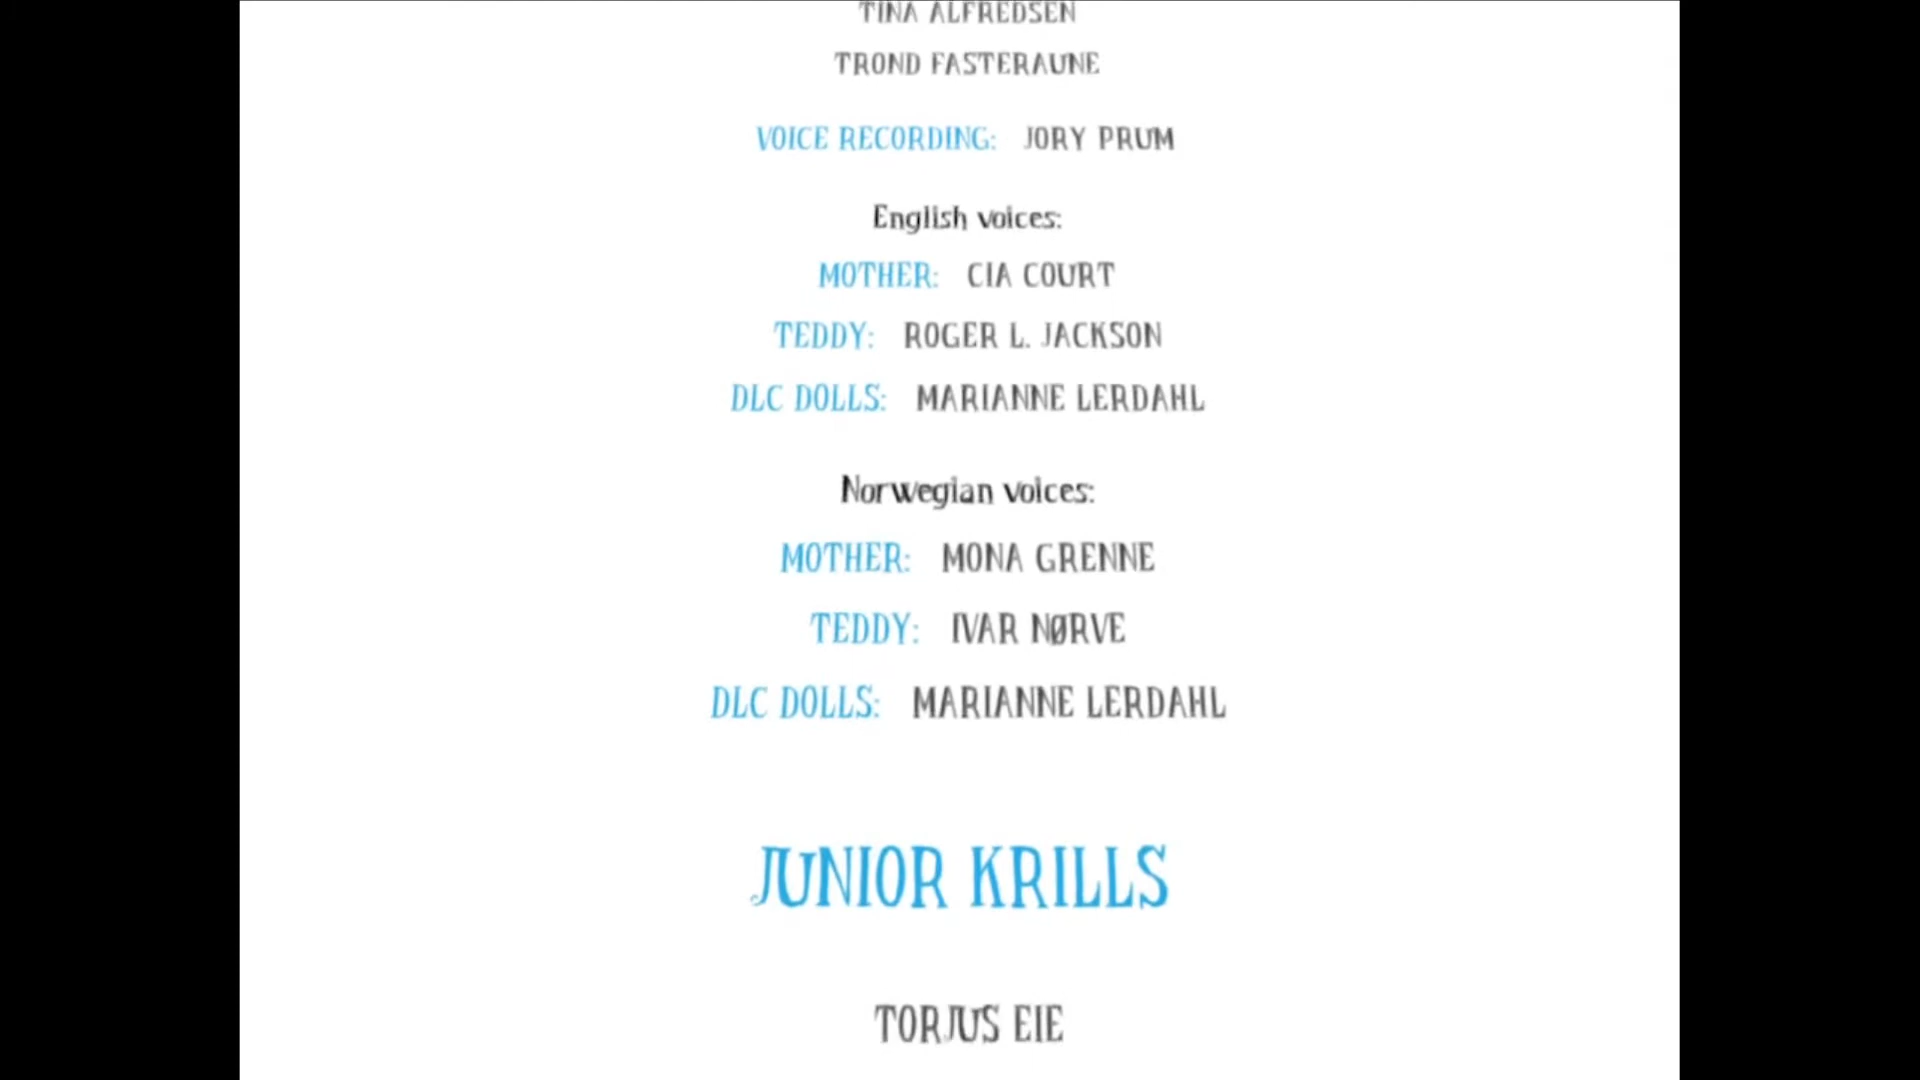 TINA ALFREDSEN
TROND FASTERAUNE
VOICE RECORDING: JORY PRUM
English voices:
MOTHER: CIA COURT
TEDDY: ROGER L. JACKSON
DLC DOLLS: MARIANNE LERDAHL
Norwegian voices:
MOTHER: MONA GRENNE
TEDDY: IVAR NØRVE
DLC DOLLS: MARIANNE LERDAHL
JUNIOR KRILLS
TORJUS EIE